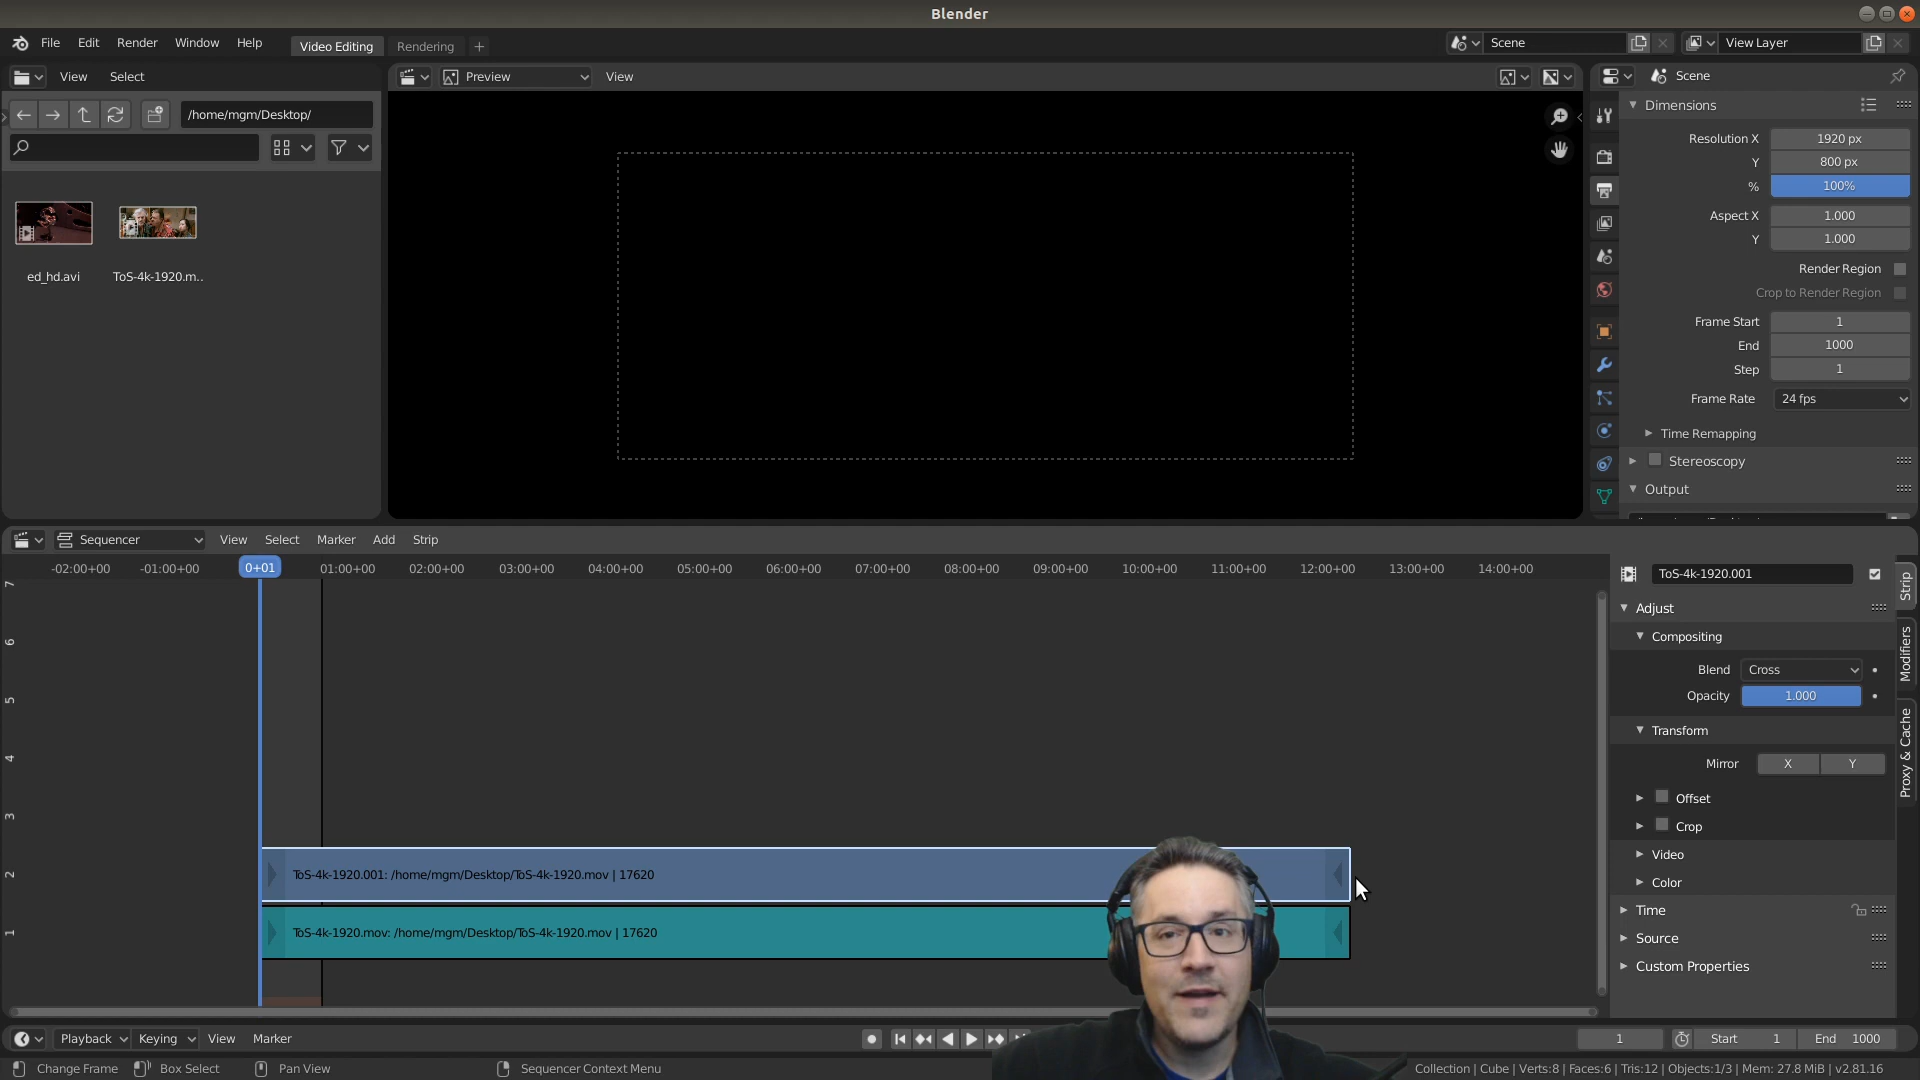 Blender
File Edit Render Window Help Video Editing Rendering + Scene View Layer
View Select Preview View Scene
/home/mgm/Desktop/
ed_hd.avi ToS-4k-1920.m..
Dimensions
Resolution X 1920 px
Y 800 px
% 100%
Aspect X 1.000
Y 1.000
Render Region
Crop to Render Region
Frame Start 1
End 1000
Step 1
Frame Rate 24 fps
Time Remapping
Stereoscopy
Output
Sequencer View Select Marker Add Strip
-02:00+00 -01:00+00 0+01 01:00+00 02:00+00 03:00+00 04:00+00 05:00+00 06:00+00 07:00+00 08:00+00 09:00+00 10:00+00 11:00+00 12:00+00 13:00+00 14:00+00
7
6
5
4
3
2
1
ToS-4k-1920.001: /home/mgm/Desktop/ToS-4k-1920.mov | 17620
ToS-4k-1920.mov: /home/mgm/Desktop/ToS-4k-1920.mov | 17620
ToS-4k-1920.001
Adjust
Compositing
Blend Cross
Opacity 1.000
Transform
Mirror X Y
Offset
Crop
Video
Color
Time
Source
Custom Properties
Strip
Modifiers
Proxy & Cache
Playback Keying View Marker 1 Start 1 End 1000
Change Frame Box Select Pan View Sequencer Context Menu Collection | Cube | Verts:8 | Faces:6 | Tris:12 | Objects:1/3 | Mem: 27.8 MiB | v2.81.16